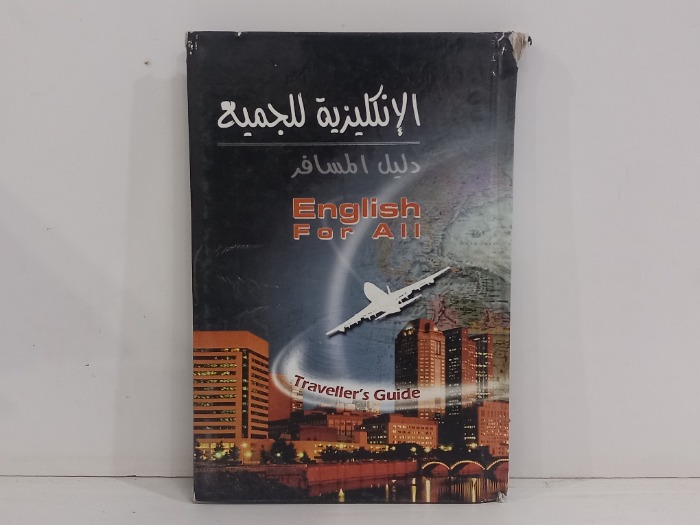 الإنكليزية للجميع
دليل المسافر
English
For All
Traveller's Guide